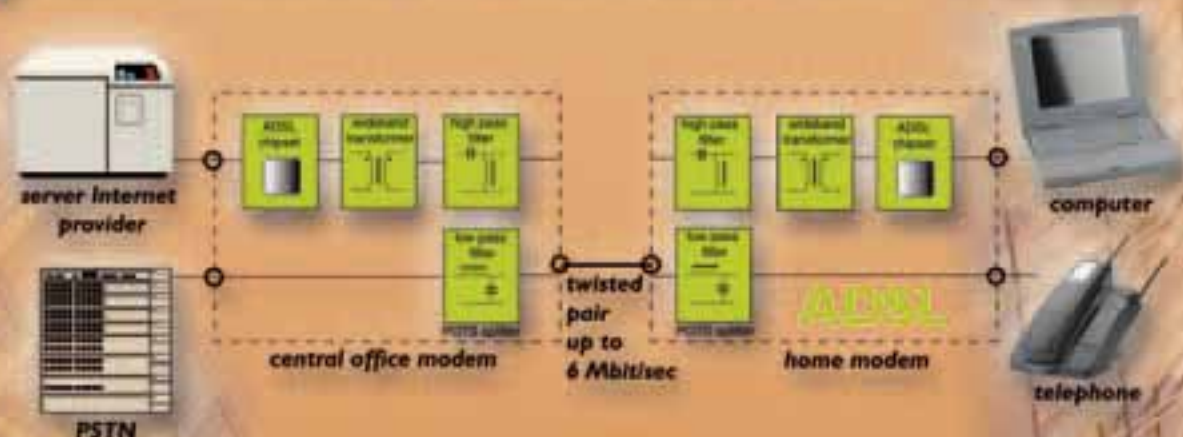 server Internet
provider
PSTN
ADSL
chipset
wideband
transformer
high pass
filter
low pass
filter
POTS splitter
central office modem
twisted
pair
up to
6 Mbit/sec
high pass
filter
wideband
transformer
ADSL
chipset
low pass
filter
POTS splitter
ADSL
home modem
computer
telephone